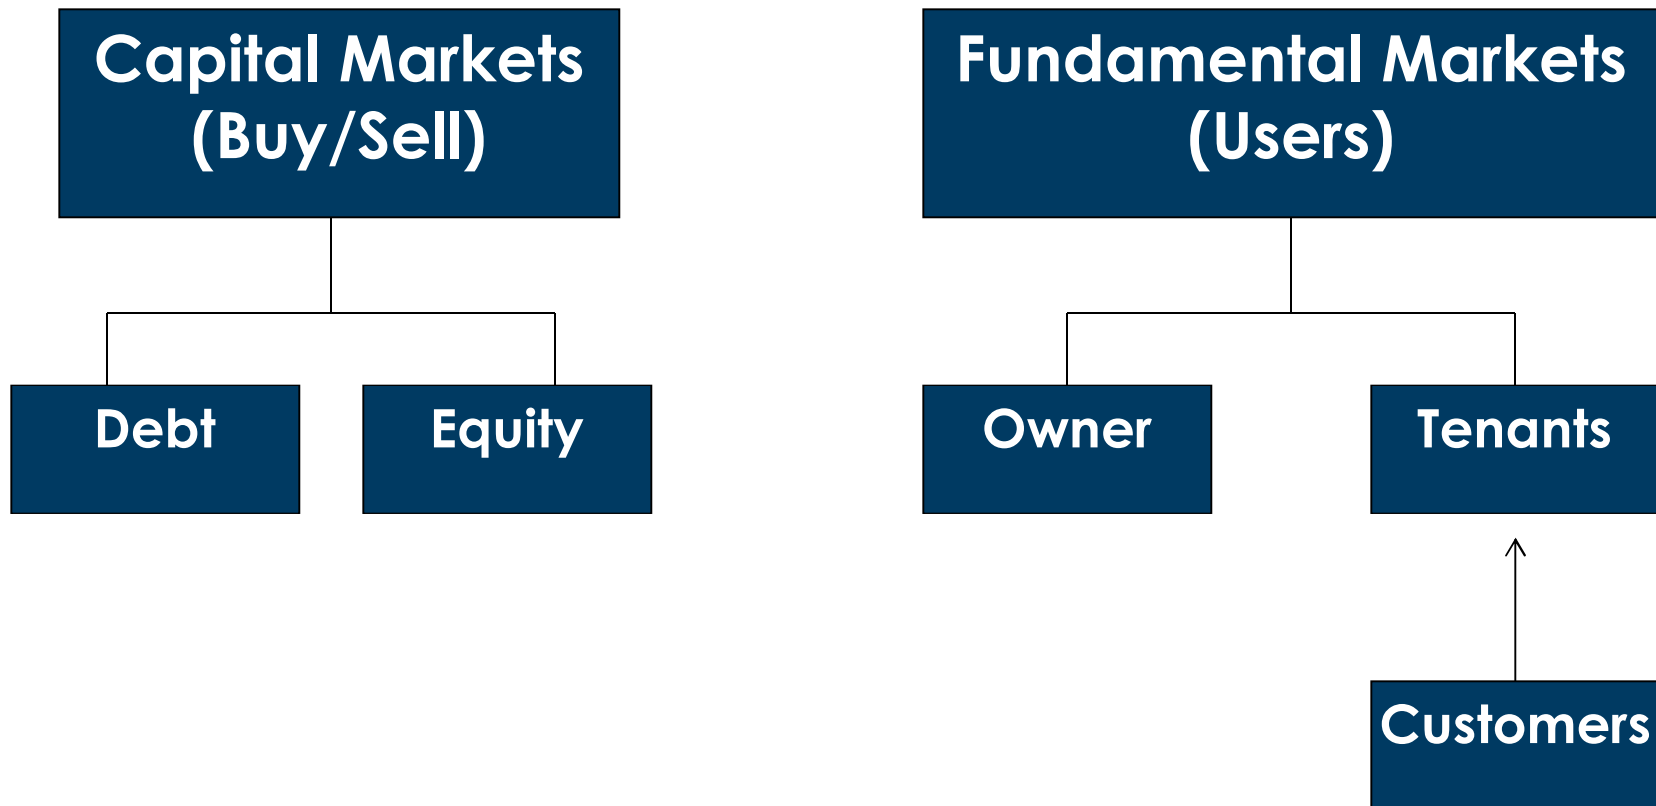 Capital Markets
(Buy/Sell)
Fundamental Markets
(Users)
Debt
Equity
Owner
Tenants
Customers